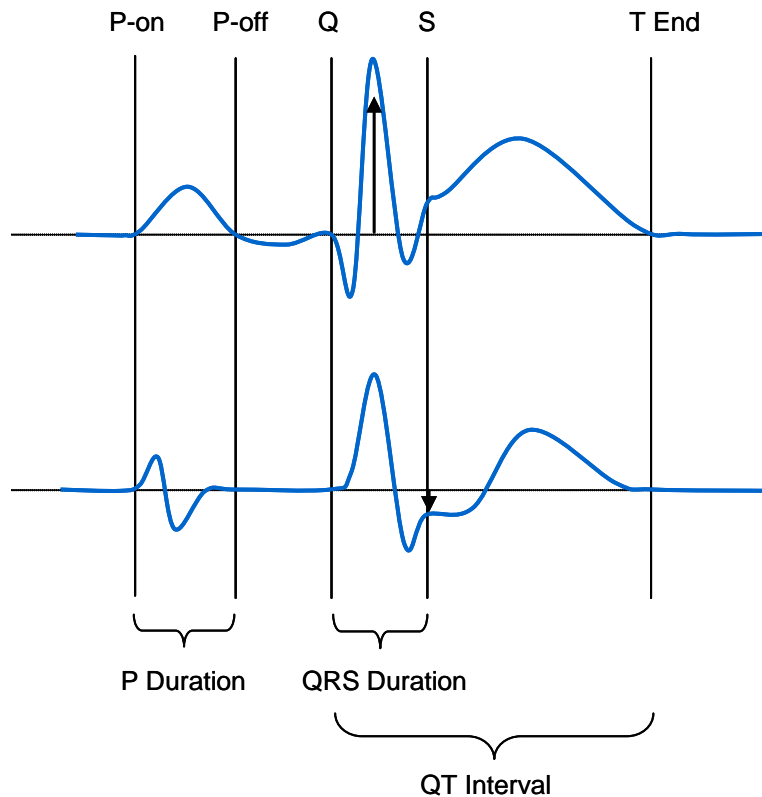 P-on P-off Q S T End
P Duration QRS Duration
QT Interval